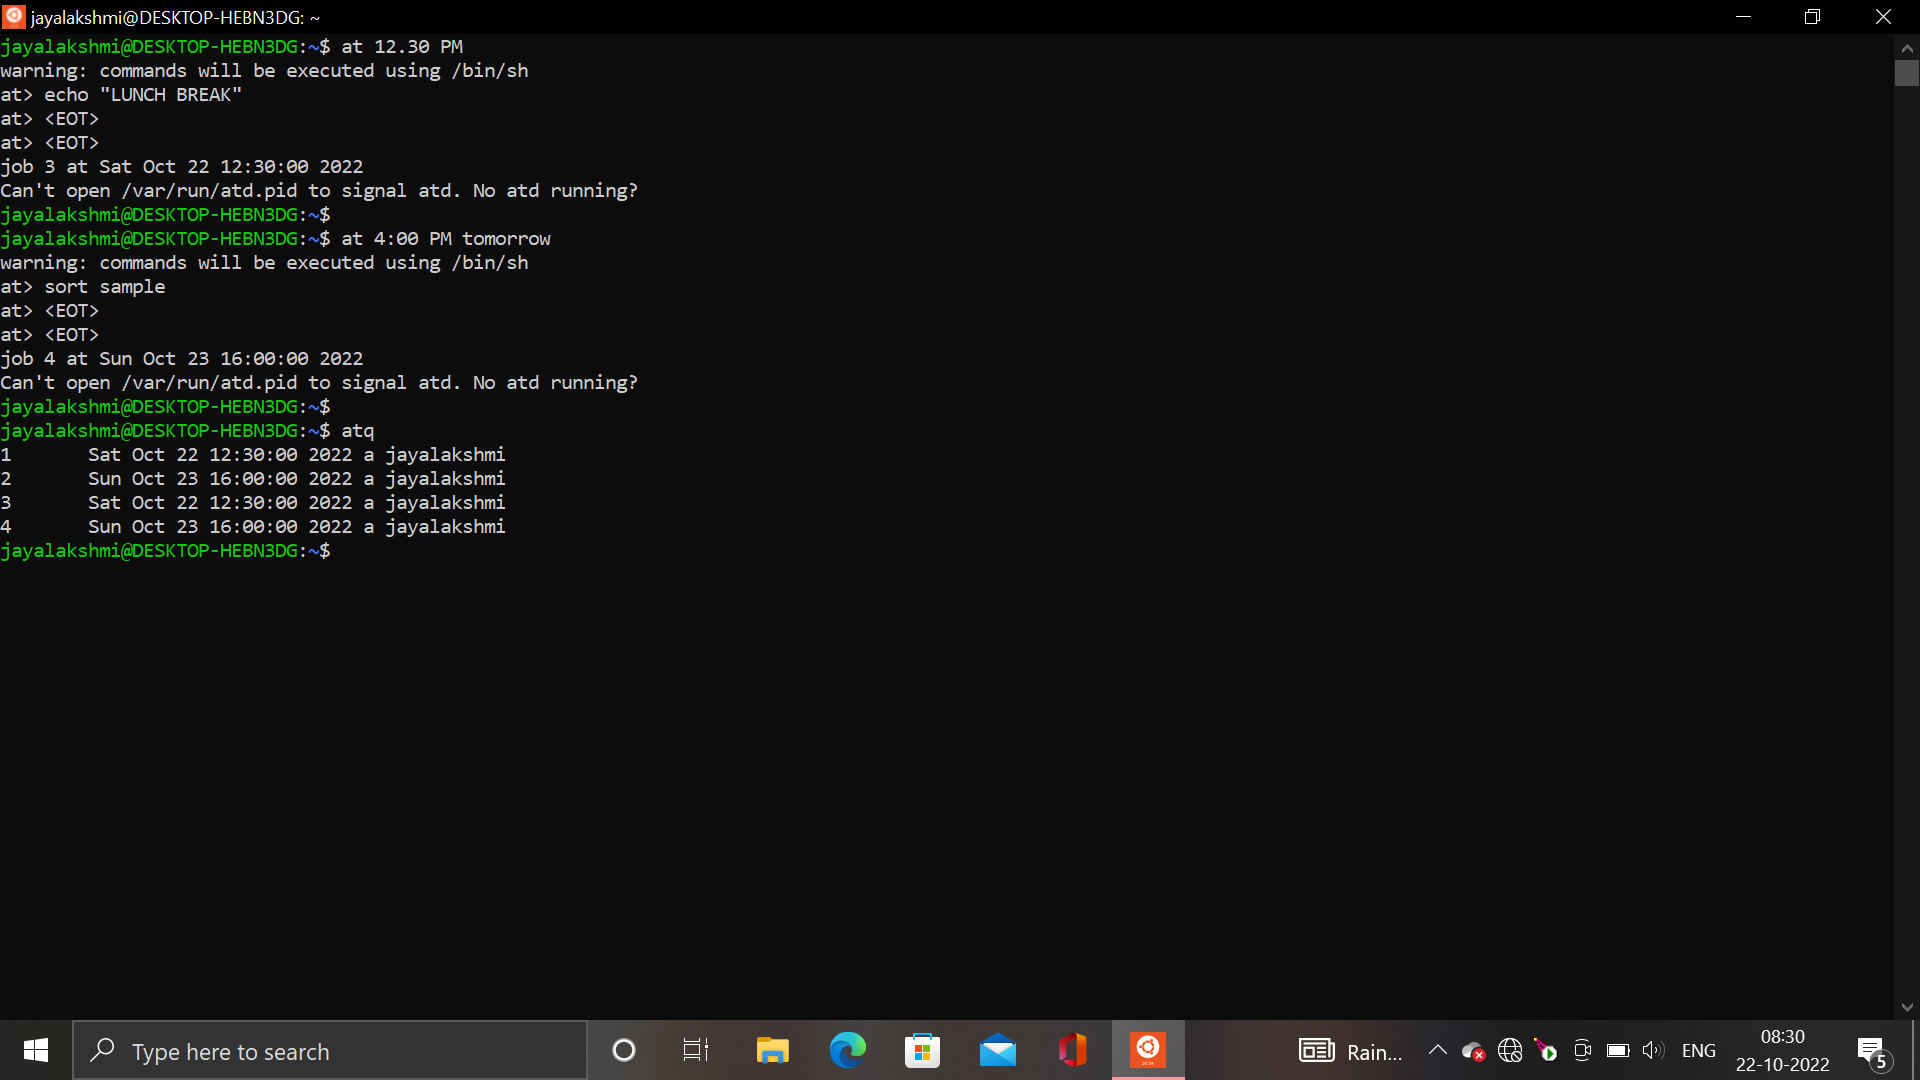 jayalakshmi@DESKTOP-HEBN3DG: ~
jayalakshmi@DESKTOP-HEBN3DG:~$ at 12.30 PM
warning: commands will be executed using /bin/sh
at> echo "LUNCH BREAK"
at> <EOT>
at> <EOT>
job 3 at Sat Oct 22 12:30:00 2022
Can't open /var/run/atd.pid to signal atd. No atd running?
jayalakshmi@DESKTOP-HEBN3DG:~$
jayalakshmi@DESKTOP-HEBN3DG:~$ at 4:00 PM tomorrow
warning: commands will be executed using /bin/sh
at> sort sample
at> <EOT>
at> <EOT>
job 4 at Sun Oct 23 16:00:00 2022
Can't open /var/run/atd.pid to signal atd. No atd running?
jayalakshmi@DESKTOP-HEBN3DG:~$
jayalakshmi@DESKTOP-HEBN3DG:~$ atq
1       Sat Oct 22 12:30:00 2022 a jayalakshmi
2       Sun Oct 23 16:00:00 2022 a jayalakshmi
3       Sat Oct 22 12:30:00 2022 a jayalakshmi
4       Sun Oct 23 16:00:00 2022 a jayalakshmi
jayalakshmi@DESKTOP-HEBN3DG:~$
Type here to search
Rain...
ENG
08:30
22-10-2022
5